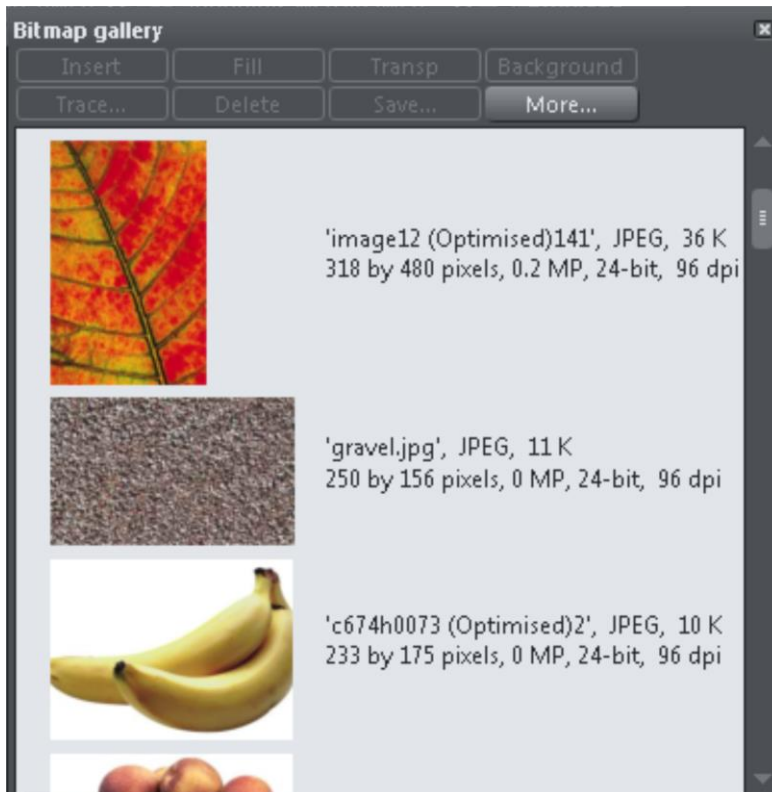 Bitmap gallery
Insert Fill Transp Background
Trace... Delete Save... More...
'image12 (Optimised)141', JPEG, 36 K
318 by 480 pixels, 0.2 MP, 24-bit, 96 dpi
'gravel.jpg', JPEG, 11 K
250 by 156 pixels, 0 MP, 24-bit, 96 dpi
'c674h0073 (Optimised)2', JPEG, 10 K
233 by 175 pixels, 0 MP, 24-bit, 96 dpi